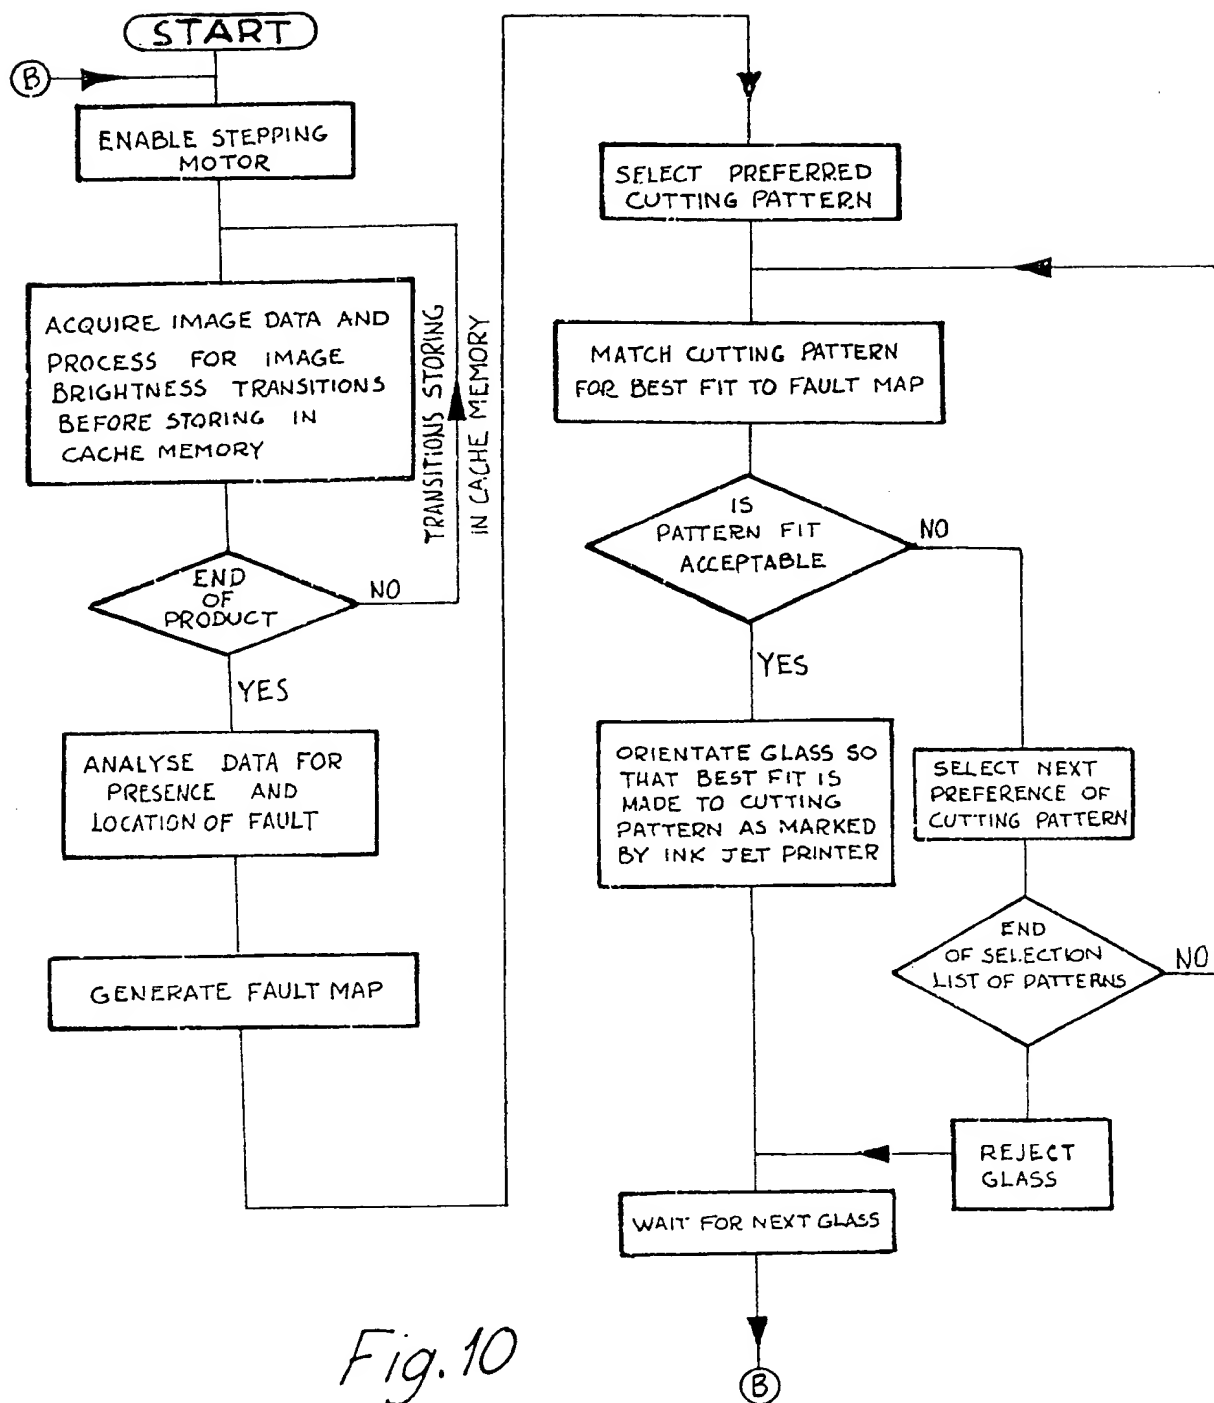 START
B
ENABLE STEPPING
MOTOR
ACQUIRE IMAGE DATA AND
PROCESS FOR IMAGE
BRIGHTNESS TRANSITIONS
BEFORE STORING IN
CACHE MEMORY
TRANSITIONS STORING
IN CACHE MEMORY
END
OF
PRODUCT
NO
YES
ANALYSE DATA FOR
PRESENCE AND
LOCATION OF FAULT
GENERATE FAULT MAP
SELECT PREFERRED
CUTTING PATTERN
MATCH CUTTING PATTERN
FOR BEST FIT TO FAULT MAP
IS
PATTERN FIT
ACCEPTABLE
NO
YES
ORIENTATE GLASS SO
THAT BEST FIT IS
MADE TO CUTTING
PATTERN AS MARKED
BY INK JET PRINTER
SELECT NEXT
PREFERENCE OF
CUTTING PATTERN
END
OF SELECTION
LIST OF PATTERNS
NO
REJECT
GLASS
WAIT FOR NEXT GLASS
B
Fig. 10